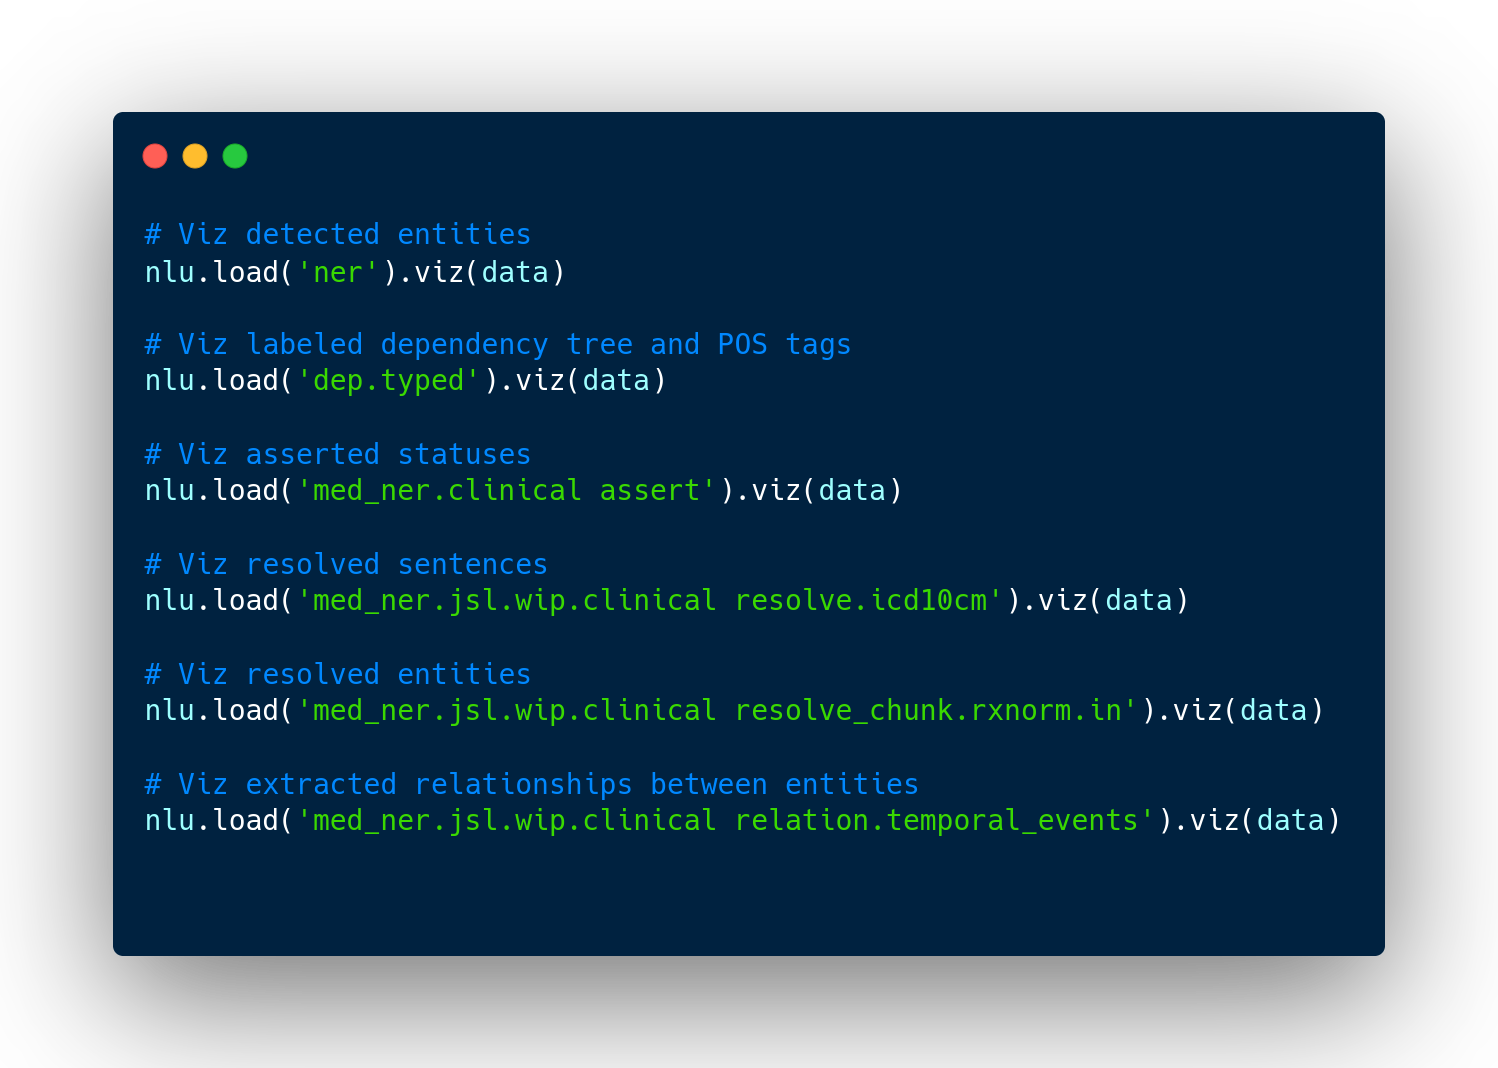 # Viz detected entities
nlu.load('ner').viz(data)
# Viz labeled dependency tree and POS tags
nlu.load('dep.typed').viz(data)
# Viz asserted statuses
nlu.load('med_ner.clinical assert').viz(data)
# Viz resolved sentences
nlu.load('med_ner.jsl.wip.clinical resolve.icd10cm').viz(data)
# Viz resolved entities
nlu.load('med_ner.jsl.wip.clinical resolve_chunk.rxnorm.in').viz(data)
# Viz extracted relationships between entities
nlu.load('med_ner.jsl.wip.clinical relation.temporal_events').viz(data)